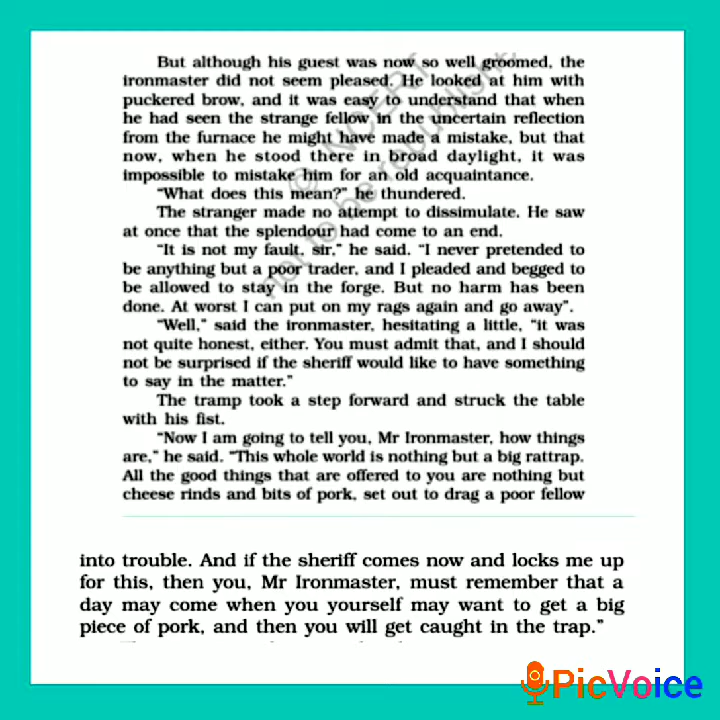 But although his guest was now so well groomed, the
ironmaster did not seem pleased. He looked at him with
puckered brow, and it was easy to understand that when
he had seen the strange fellow in the uncertain reflection
from the furnace he might have made a mistake, but that
now, when he stood there in broad daylight, it was
impossible to mistake him for an old acquaintance.
“What does this mean?” he thundered.
The stranger made no attempt to dissimulate. He saw
at once that the splendour had come to an end.
“It is not my fault, sir,” he said. “I never pretended to
be anything but a poor trader, and I pleaded and begged to
be allowed to stay in the forge. But no harm has been
done. At worst I can put on my rags again and go away”.
“Well,” said the ironmaster, hesitating a little, “it was
not quite honest, either. You must admit that, and I should
not be surprised if the sheriff would like to have something
to say in the matter.”
The tramp took a step forward and struck the table
with his fist.
“Now I am going to tell you, Mr Ironmaster, how things
are,” he said. “This whole world is nothing but a big rattrap.
All the good things that are offered to you are nothing but
cheese rinds and bits of pork, set out to drag a poor fellow
into trouble. And if the sheriff comes now and locks me up
for this, then you, Mr Ironmaster, must remember that a
day may come when you yourself may want to get a big
piece of pork, and then you will get caught in the trap.”
© NCERT
not to be republish
PicVoice